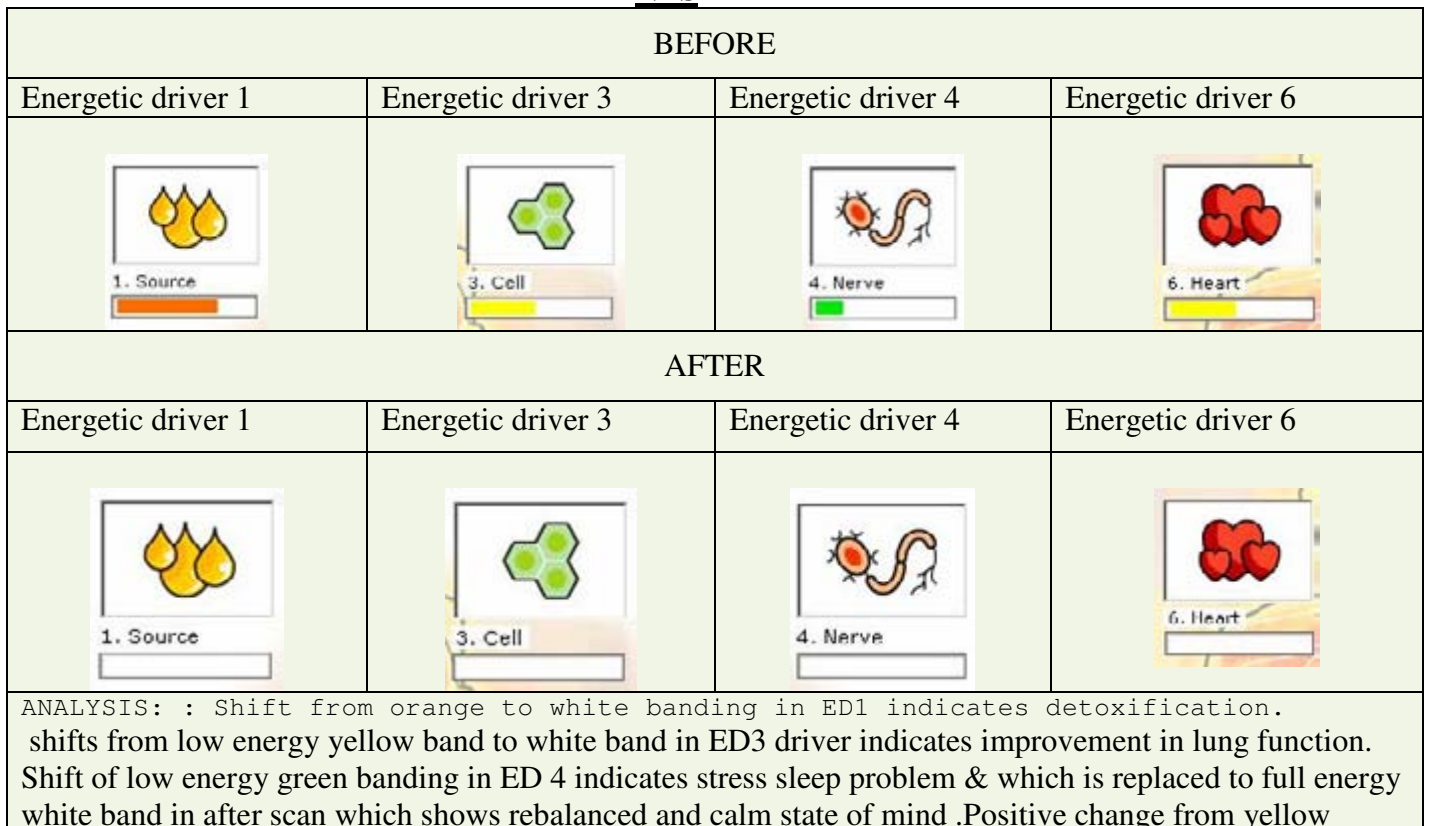 BEFORE
Energetic driver 1 Energetic driver 3 Energetic driver 4 Energetic driver 6
1. Source 3. Cell 4. Nerve 6. Heart
AFTER
Energetic driver 1 Energetic driver 3 Energetic driver 4 Energetic driver 6
1. Source 3. Cell 4. Nerve 6. Heart
ANALYSIS: : Shift from orange to white banding in ED1 indicates detoxification.
shifts from low energy yellow band to white band in ED3 driver indicates improvement in lung function.
Shift of low energy green banding in ED 4 indicates stress sleep problem & which is replaced to full energy
white band in after scan which shows rebalanced and calm state of mind .Positive change from yellow